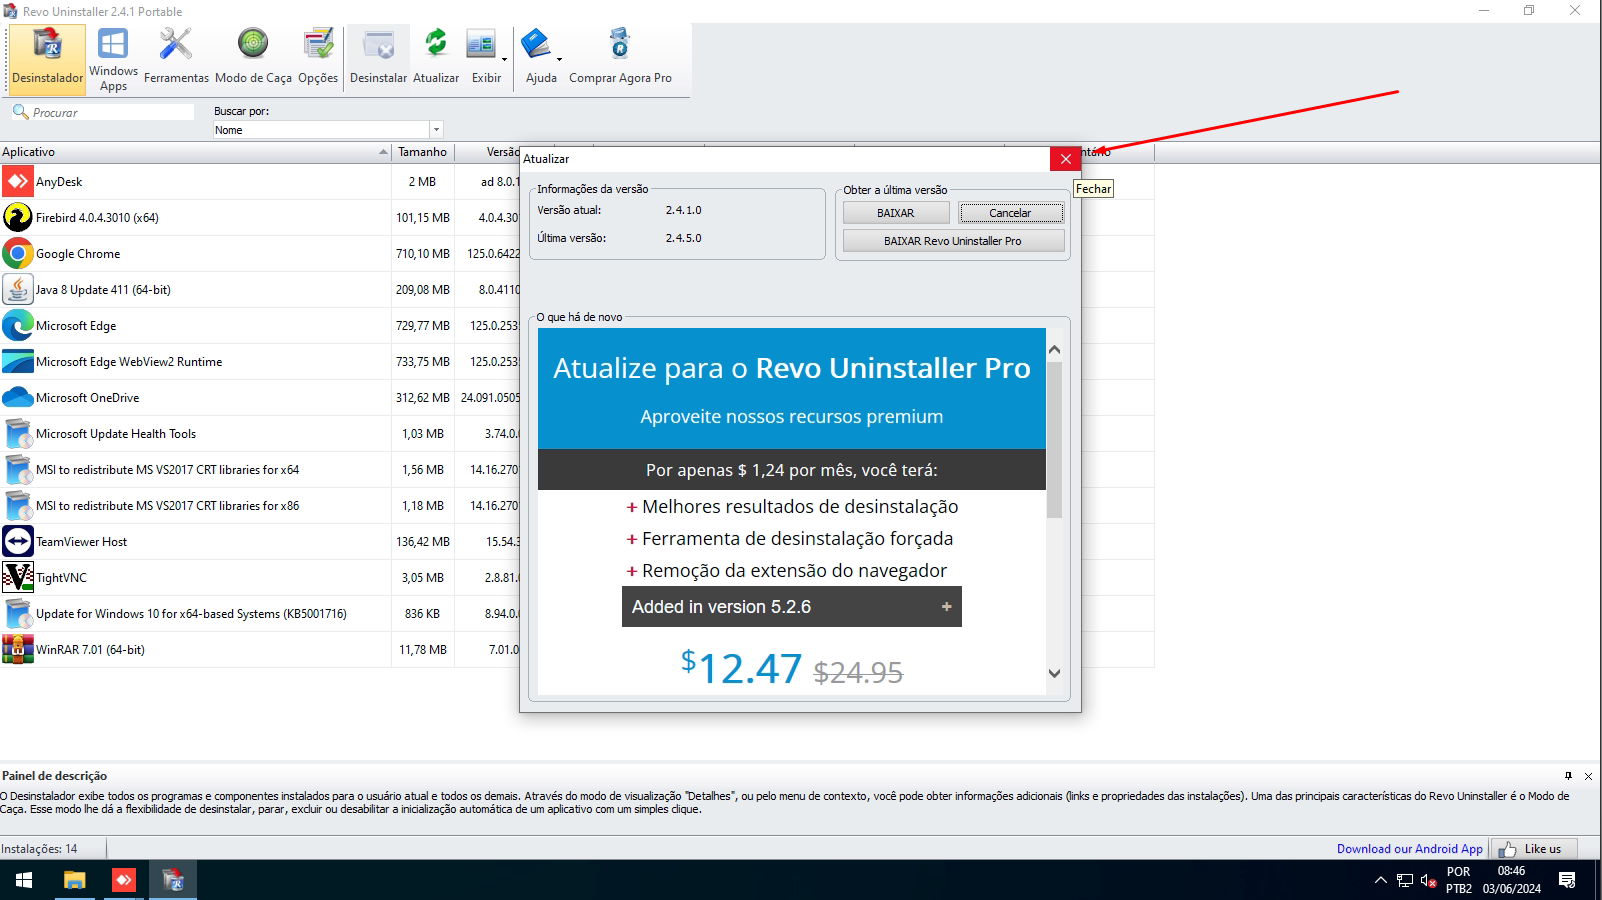 Revo Uninstaller 2.4.1 Portable
Desinstalador
Windows
Apps
Ferramentas
Modo de Caça
Opções
Desinstalar
Atualizar
Exibir
Ajuda
Comprar Agora Pro
Procurar
Buscar por:
Nome
Aplicativo
Tamanho
Versão
AnyDesk
2 MB
ad 8.0.1
Firebird 4.0.4.3010 (x64)
101,15 MB
4.0.4.30
Google Chrome
710,10 MB
125.0.6422
Java 8 Update 411 (64-bit)
209,08 MB
8.0.4110
Microsoft Edge
729,77 MB
125.0.253
Microsoft Edge WebView2 Runtime
733,75 MB
125.0.253
Microsoft OneDrive
312,62 MB
24.091.0505
Microsoft Update Health Tools
1,03 MB
3.74.0.
MSI to redistribute MS VS2017 CRT libraries for x64
1,56 MB
14.16.270
MSI to redistribute MS VS2017 CRT libraries for x86
1,18 MB
14.16.270
TeamViewer Host
136,42 MB
15.54.
TightVNC
3,05 MB
2.8.81.
Update for Windows 10 for x64-based Systems (KB5001716)
836 KB
8.94.0.
WinRAR 7.01 (64-bit)
11,78 MB
7.01.0
Atualizar
Fechar
Informações da versão
Versão atual:
2.4.1.0
Última versão:
2.4.5.0
Obter a última versão
BAIXAR
Cancelar
BAIXAR Revo Uninstaller Pro
O que há de novo
Atualize para o Revo Uninstaller Pro
Aproveite nossos recursos premium
Por apenas $ 1,24 por mês, você terá:
+ Melhores resultados de desinstalação
+ Ferramenta de desinstalação forçada
+ Remoção da extensão do navegador
Added in version 5.2.6 +
$12.47 $24.95
Painel de descrição
O Desinstalador exibe todos os programas e componentes instalados para o usuário atual e todos os demais. Através do modo de visualização "Detalhes", ou pelo menu de contexto, você pode obter informações adicionais (links e propriedades das instalações). Uma das principais características do Revo Uninstaller é o Modo de
Caça. Esse modo lhe dá a flexibilidade de desinstalar, parar, excluir ou desabilitar a inicialização automática de um aplicativo com um simples clique.
Instalações: 14
Download our Android App
Like us
POR
PTB2
08:46
03/06/2024